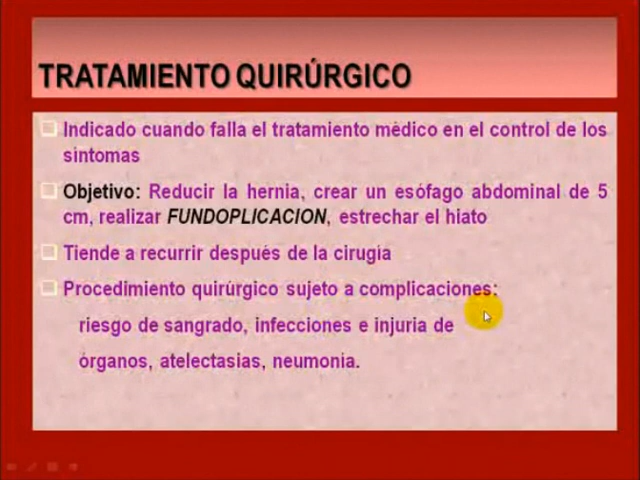 TRATAMIENTO QUIRÚRGICO
Indicado cuando falla el tratamiento médico en el control de los
síntomas
Objetivo: Reducir la hernia, crear un esófago abdominal de 5
cm, realizar FUNDOPLICACION, estrechar el hiato
Tiende a recurrir después de la cirugía
Procedimiento quirúrgico sujeto a complicaciones:
riesgo de sangrado, infecciones e injuria de
órganos, atelectasias, neumonía.